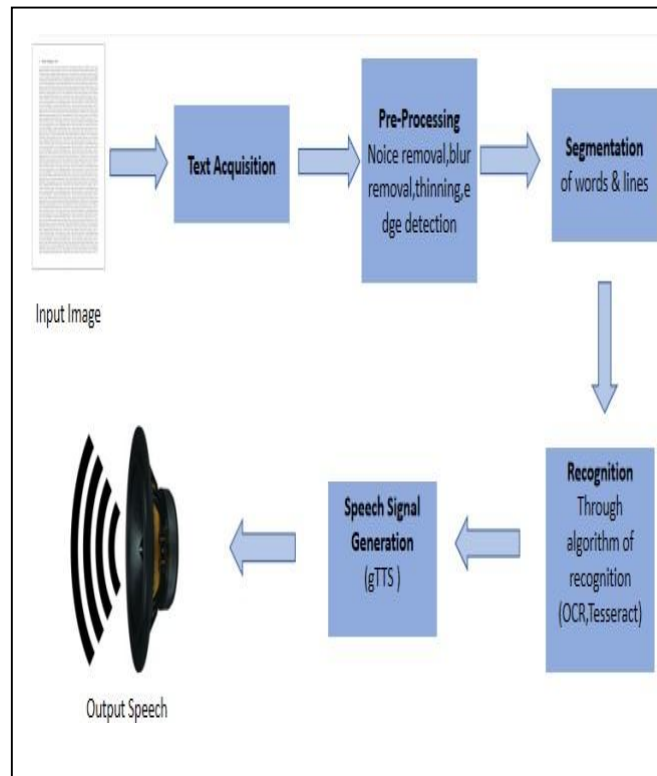 Input Image
Text Acquisition
Pre-Processing
Noice removal,blur
removal,thinning,e
dge detection
Segmentation
of words & lines
Recognition
Through
algorithm of
recognition
(OCR,Tesseract)
Speech Signal
Generation
(gTTS )
Output Speech